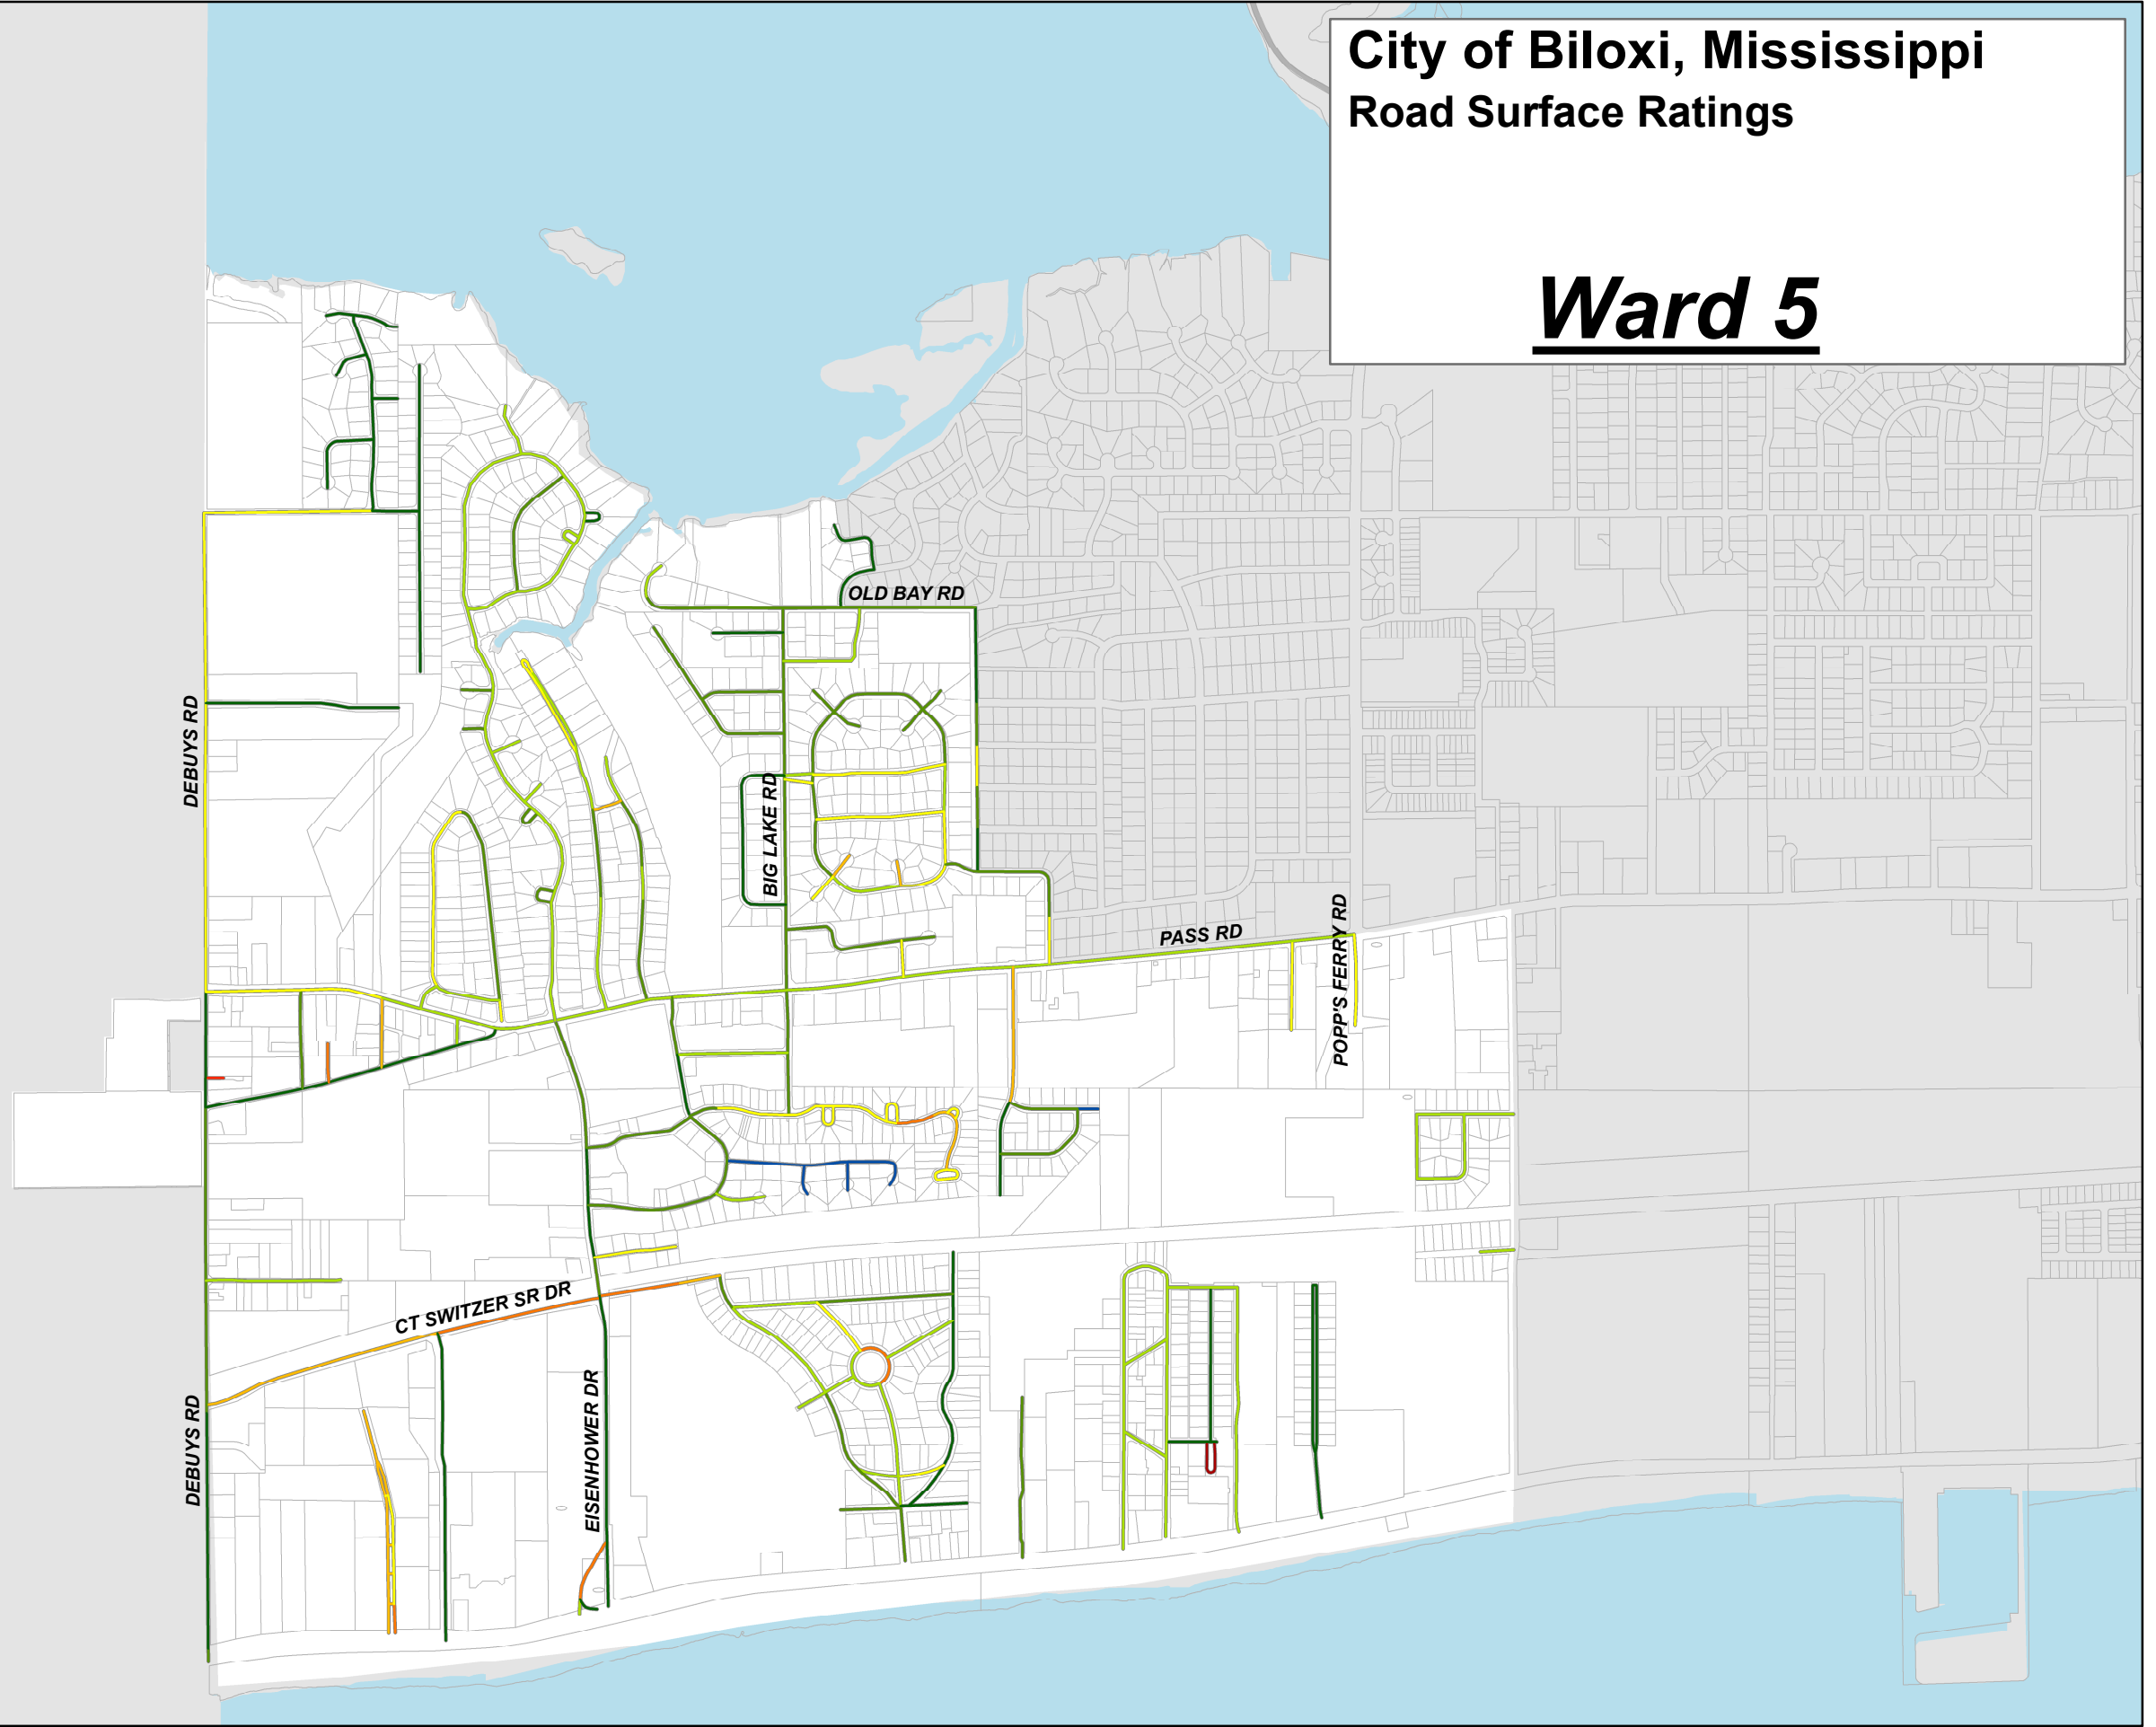 City of Biloxi, Mississippi
Road Surface Ratings
Ward 5
OLD BAY RD
DEBUYS RD
BIG LAKE RD
PASS RD
POPP'S FERRY RD
CT SWITZER SR DR
EISENHOWER DR
DEBUYS RD